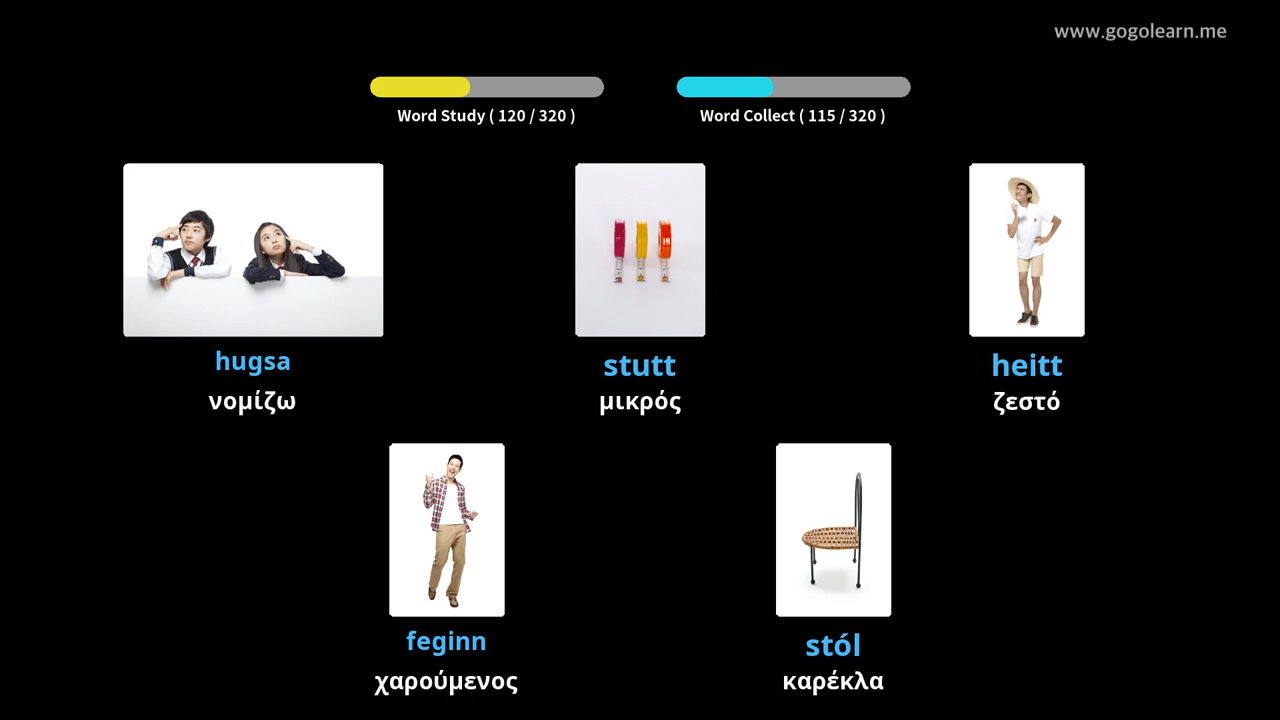 www.gogolearn.me
Word Study ( 120 / 320 )
Word Collect ( 115 / 320 )
hugsa
νομίζω
stutt
μικρός
heitt
ζεστό
feginn
χαρούμενος
stól
καρέκλα